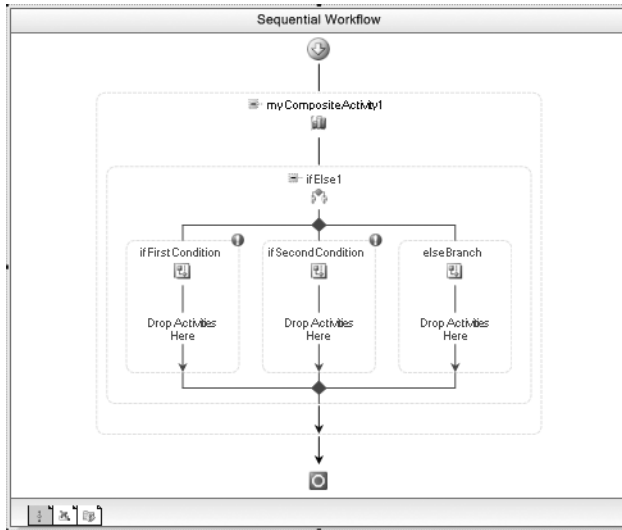 Sequential Workflow
myCompositeActivity1
ifElse1
ifFirstCondition
ifSecondCondition
elseBranch
Drop Activities
Here
Drop Activities
Here
Drop Activities
Here